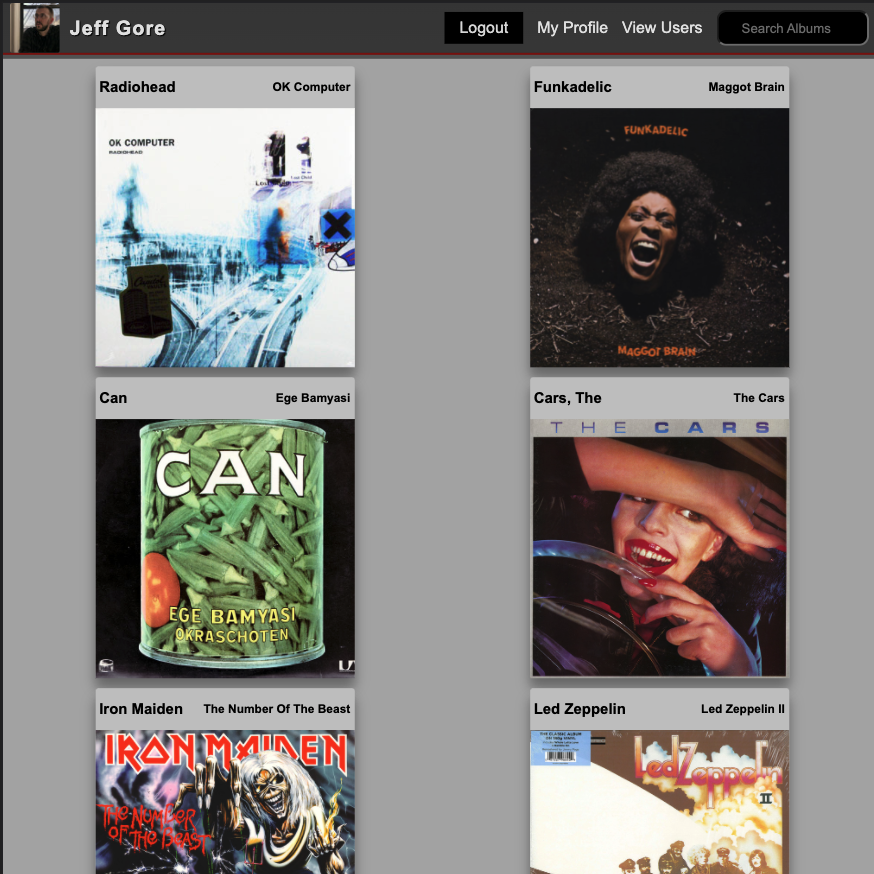 Jeff Gore
Logout My Profile View Users Search Albums
Radiohead OK Computer
OK COMPUTER
RADIOHEAD
Funkadelic Maggot Brain
FUNKADELIC
MAGGOT BRAIN
Can Ege Bamyasi
CAN
EGE BAMYASI
OKRASCHOTEN
Cars, The The Cars
THE CARS
Iron Maiden The Number Of The Beast
IRON MAIDEN
THE NUMBER
OF THE BEAST
Led Zeppelin Led Zeppelin II
Led Zeppelin
II